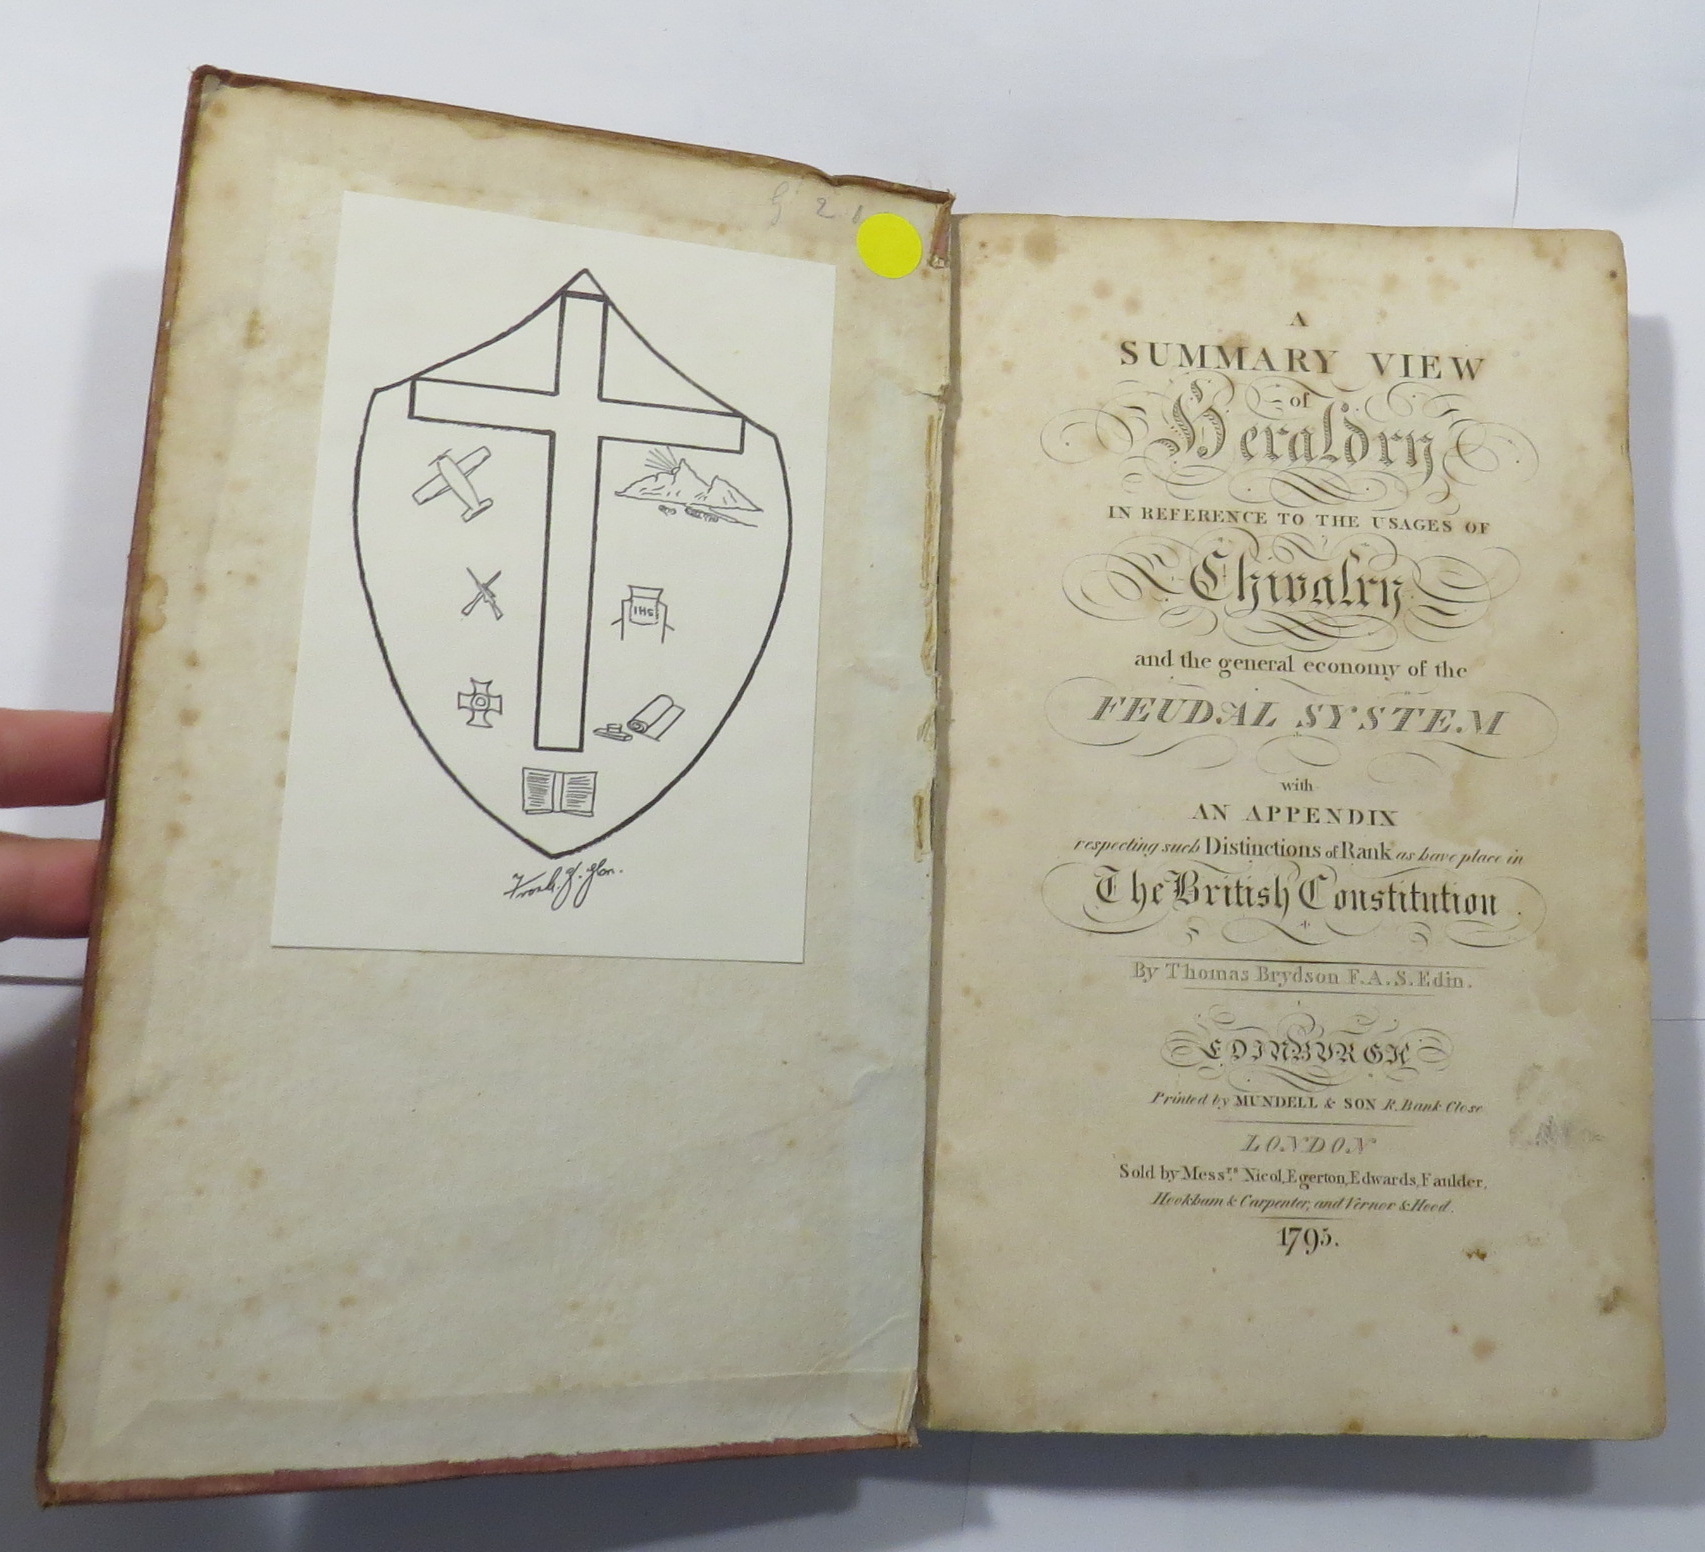 IHS
A
SUMMARY VIEW
of
Heraldry
IN REFERENCE TO THE USAGES OF
Chivalry
and the general economy of the
FEUDAL SYSTEM
with
AN APPENDIX
respecting such Distinctions of Rank as have place in
The British Constitution.
By Thomas Brydson F.A.S. Edin.
EDINBURGH
Printed by MUNDELL & SON R. Bank Close
LONDON
Sold by Messrs. Nicol, Egerton, Edwards, Faulder,
Hookham & Carpenter, and Vernor & Hood.
1795.